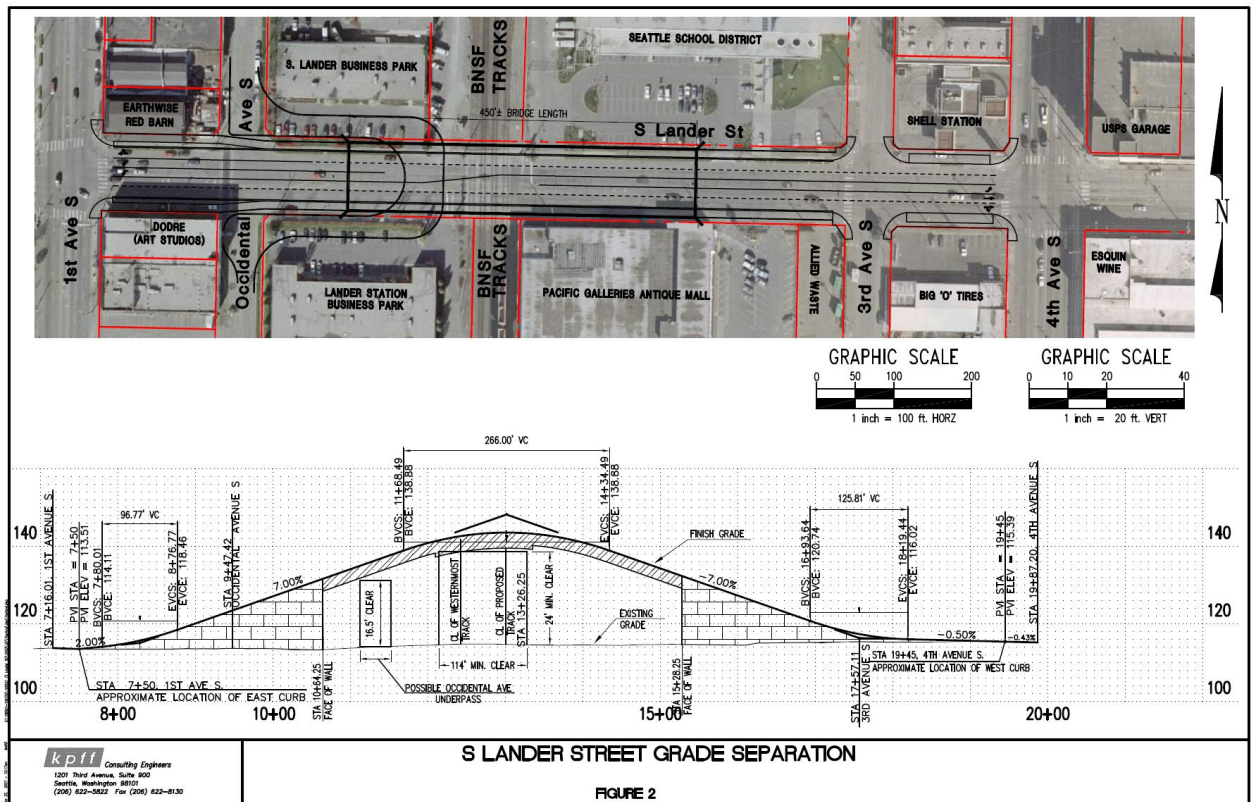 SEATTLE SCHOOL DISTRICT
S. LANDER BUSINESS PARK
BNSF
TRACKS
Ave S
EARTHWISE
RED BARN
450'± BRIDGE LENGTH
S Lander St
SHELL STATION
USPS GARAGE
N
1st Ave S
DODRE
(ART STUDIOS)
Occidental
LANDER STATION
BUSINESS PARK
BNSF
TRACKS
PACIFIC GALLERIES ANTIQUE MALL
ALLIED WASTE
3rd Ave S
BIG 'O' TIRES
4th Ave S
ESQUIN
WINE
GRAPHIC SCALE
0 50 100 200
1 inch = 100 ft. HORZ
GRAPHIC SCALE
0 10 20 40
1 inch = 20 ft. VERT
266.00' VC
BVCS: 11+68.49
BVCE: 138.88
EVCS: 14+34.49
EVCE: 138.88
96.77' VC
125.81' VC
140
120
100
140
120
100
STA 7+16.01, 1ST AVENUE S.
PVI STA = 7+50
PVI ELEV = 113.51
BVCS: 7+80.01
BVCE: 114.11
EVCS: 8+76.77
EVCE: 118.46
STA 9+47.42
OCCIDENTAL AVENUE S
7.00%
2.00%
16.5' CLEAR
CL OF WESTERNMOST
TRACK
CL OF PROPOSED
TRACK
STA 13+26.25
24' MIN. CLEAR
FINISH GRADE
EXISTING
GRADE
-7.00%
BVCS: 16+93.64
BVCE: 120.74
EVCS: 18+19.44
EVCE: 116.02
PVI STA = 19+45
PVI ELEV = 115.39
STA 19+87.20, 4TH AVENUE S
-0.50%
-0.43%
STA 7+50, 1ST AVE S.
APPROXIMATE LOCATION OF EAST CURB
STA 10+64.25
FACE OF WALL
114' MIN. CLEAR
POSSIBLE OCCIDENTAL AVE
UNDERPASS
STA 15+28.25
FACE OF WALL
STA 17+57.11
3RD AVENUE S
STA 19+45, 4TH AVENUE S.
APPROXIMATE LOCATION OF WEST CURB
8+00
10+00
15+00
20+00
kpff Consulting Engineers
1201 Third Avenue, Suite 900
Seattle, Washington 98101
(206) 622-5822 Fax (206) 622-8130
S LANDER STREET GRADE SEPARATION
FIGURE 2